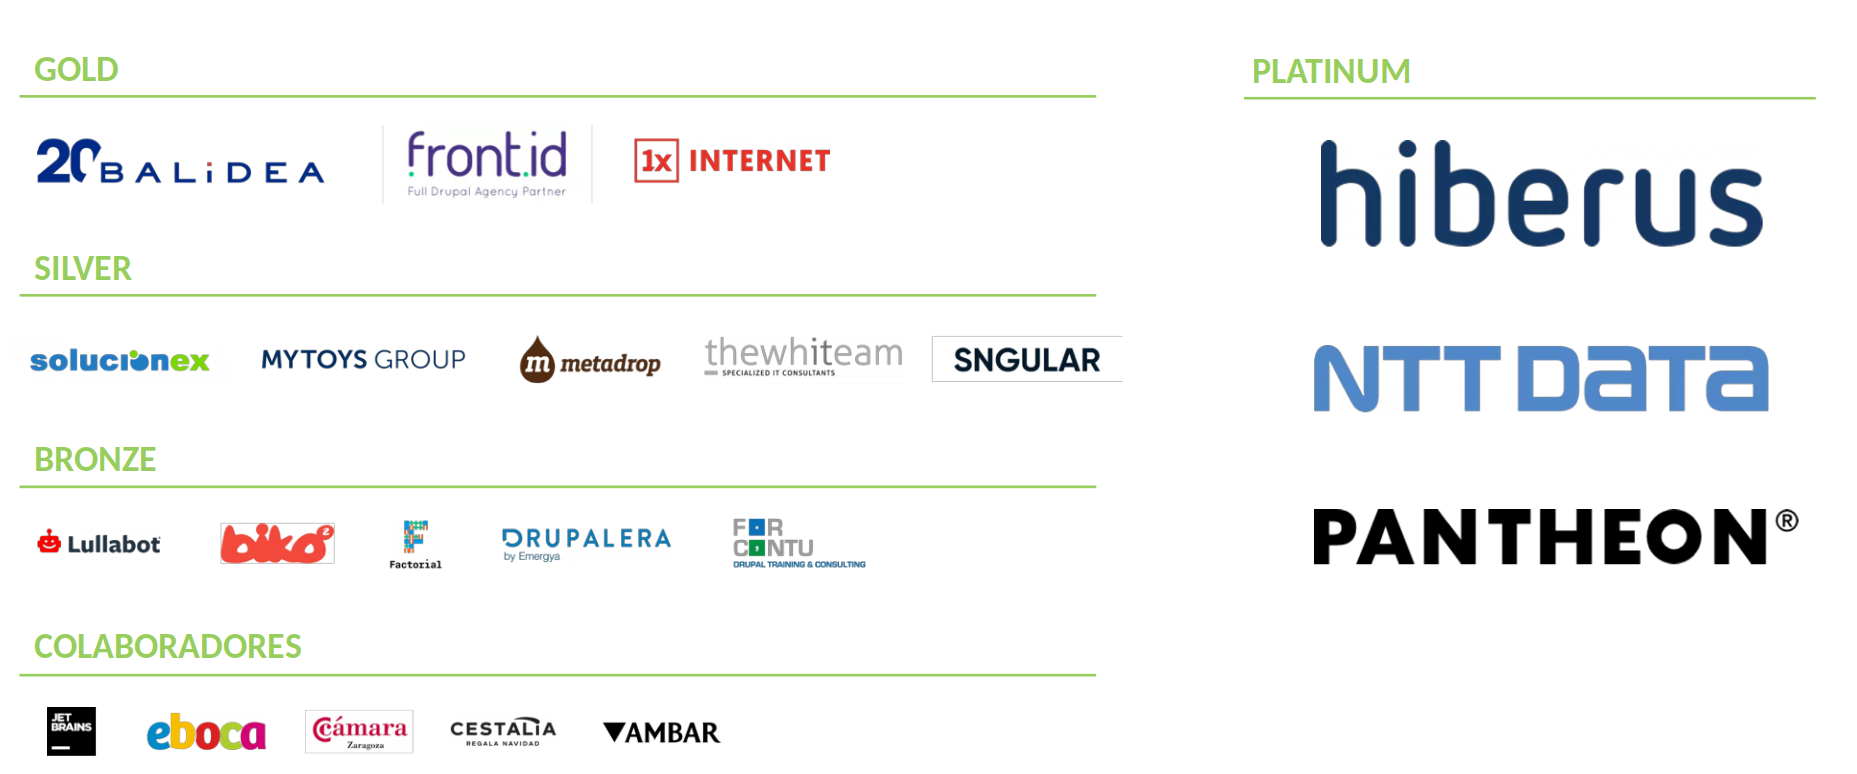 GOLD
20 BALiDEA
front.id
Full Drupal Agency Partner
1x INTERNET
SILVER
solucionex
MYTOYS GROUP
m metadrop
thewhiteam
SPECIALIZED IT CONSULTANTS
SNGULAR
BRONZE
Lullabot
biko2
F
Factorial
DRUPALERA
by Emergya
FOR
CONTU
DRUPAL TRAINING & CONSULTING
COLABORADORES
JET
BRAINS
eboca
Cámara
Zaragoza
CESTALiA
REGALA NAVIDAD
AMBAR
PLATINUM
hiberus
NTT DATA
PANTHEON®